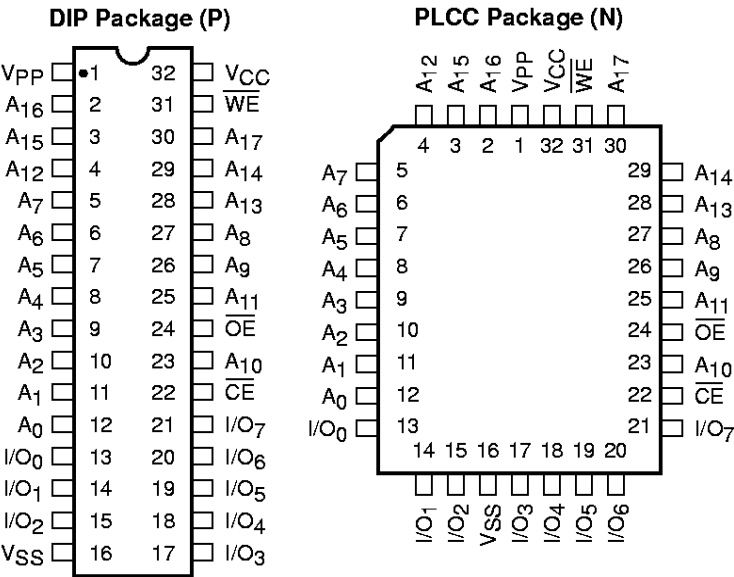 DIP Package (P)
VPP 1 32 VCC
A16 2 31 W̅E̅
A15 3 30 A17
A12 4 29 A14
A7 5 28 A13
A6 6 27 A8
A5 7 26 A9
A4 8 25 A11
A3 9 24 O̅E̅
A2 10 23 A10
A1 11 22 C̅E̅
A0 12 21 I/O7
I/O0 13 20 I/O6
I/O1 14 19 I/O5
I/O2 15 18 I/O4
VSS 16 17 I/O3
PLCC Package (N)
A12 A15 A16 VPP VCC W̅E̅ A17
4 3 2 1 32 31 30
A7 5 29 A14
A6 6 28 A13
A5 7 27 A8
A4 8 26 A9
A3 9 25 A11
A2 10 24 O̅E̅
A1 11 23 A10
A0 12 22 C̅E̅
I/O0 13 21 I/O7
14 15 16 17 18 19 20
I/O1 I/O2 VSS I/O3 I/O4 I/O5 I/O6